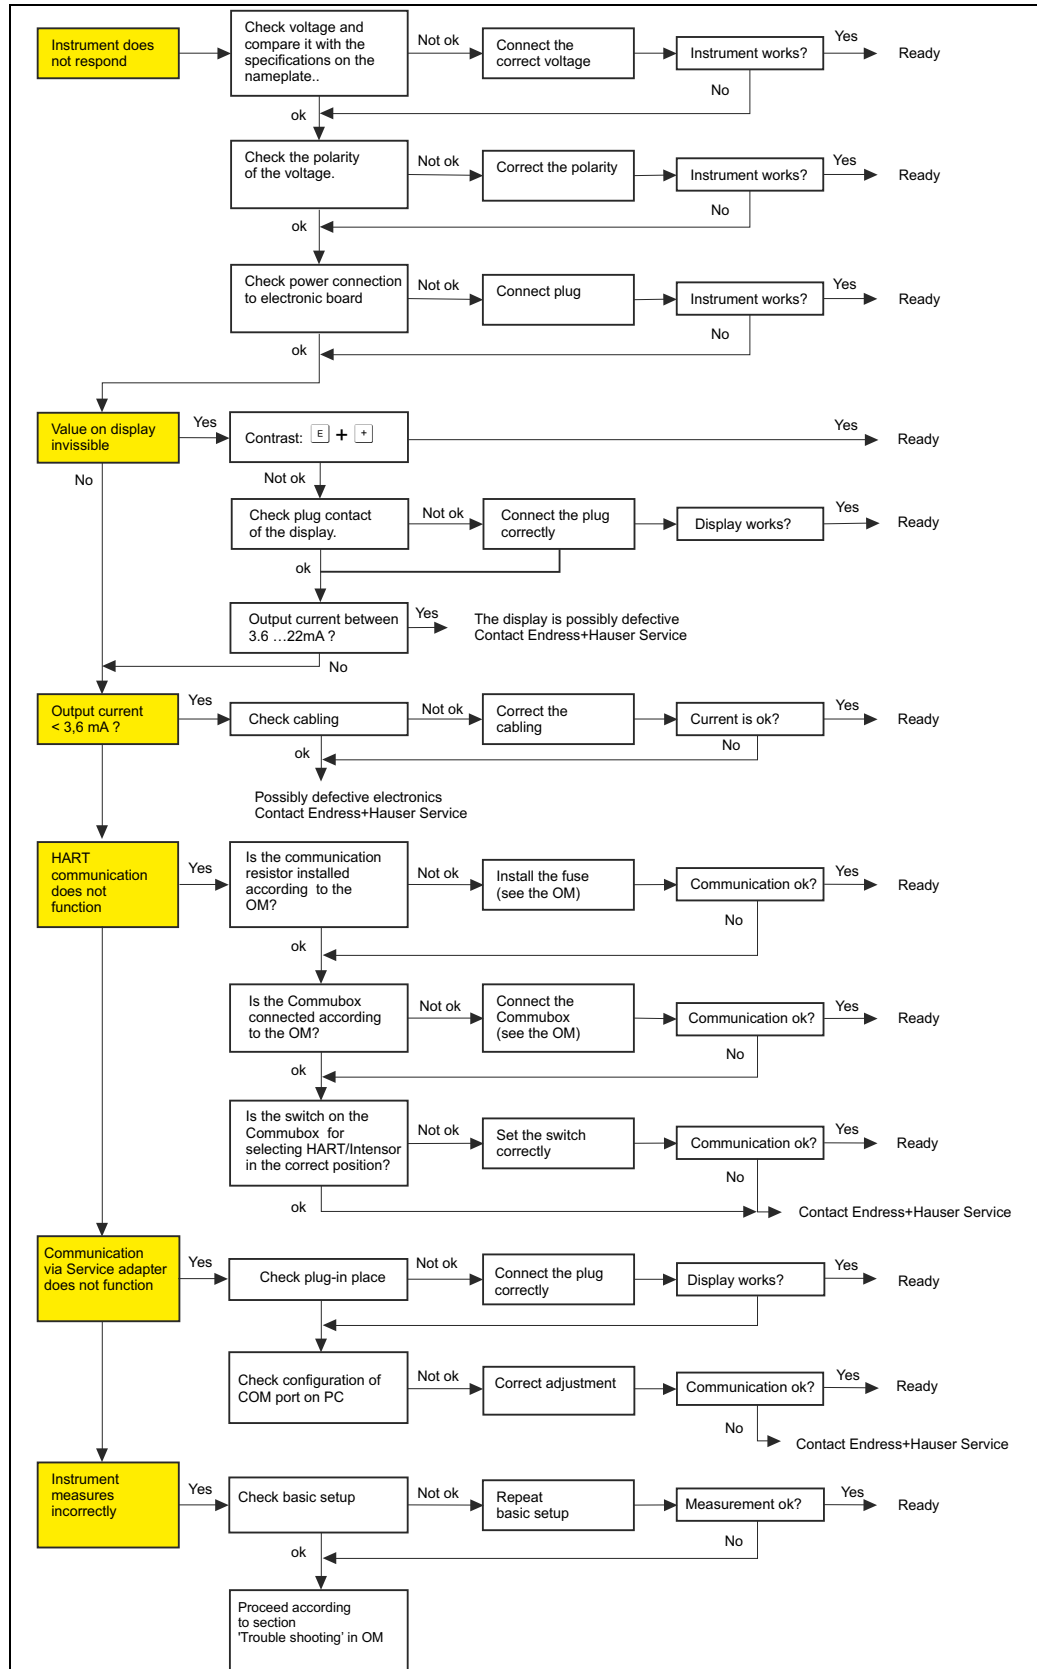 Instrument does
not respond
Check voltage and
compare it with the
specifications on the
nameplate..
Not ok
Connect the
correct voltage
Instrument works?
Yes
Ready
No
ok
Check the polarity
of the voltage.
Not ok
Correct the polarity
Instrument works?
Yes
Ready
No
ok
Check power connection
to electronic board
Not ok
Connect plug
Instrument works?
Yes
Ready
No
ok
Value on display
invissible
Yes
Contrast: E + +
Yes
Ready
No
Not ok
Check plug contact
of the display.
Not ok
Connect the plug
correctly
Display works?
Yes
Ready
ok
Output current between
3.6 …22mA ?
Yes
The display is possibly defective
Contact Endress+Hauser Service
No
Output current
< 3,6 mA ?
Yes
Check cabling
Not ok
Correct the
cabling
Current is ok?
Yes
Ready
No
ok
Possibly defective electronics
Contact Endress+Hauser Service
HART
communication
does not
function
Yes
Is the communication
resistor installed
according to the
OM?
Not ok
Install the fuse
(see the OM)
Communication ok?
Yes
Ready
No
ok
Is the Commubox
connected according
to the OM?
Not ok
Connect the
Commubox
(see the OM)
Communication ok?
Yes
Ready
No
ok
Is the switch on the
Commubox for
selecting HART/Intensor
in the correct position?
Not ok
Set the switch
correctly
Communication ok?
Yes
Ready
No
ok
Contact Endress+Hauser Service
Communication
via Service adapter
does not function
Yes
Check plug-in place
Not ok
Connect the plug
correctly
Display works?
Yes
Ready
Check configuration of
COM port on PC
Not ok
Correct adjustment
Communication ok?
Yes
Ready
No
Contact Endress+Hauser Service
Instrument
measures
incorrectly
Yes
Check basic setup
Not ok
Repeat
basic setup
Measurement ok?
Yes
Ready
No
ok
Proceed according
to section
'Trouble shooting' in OM